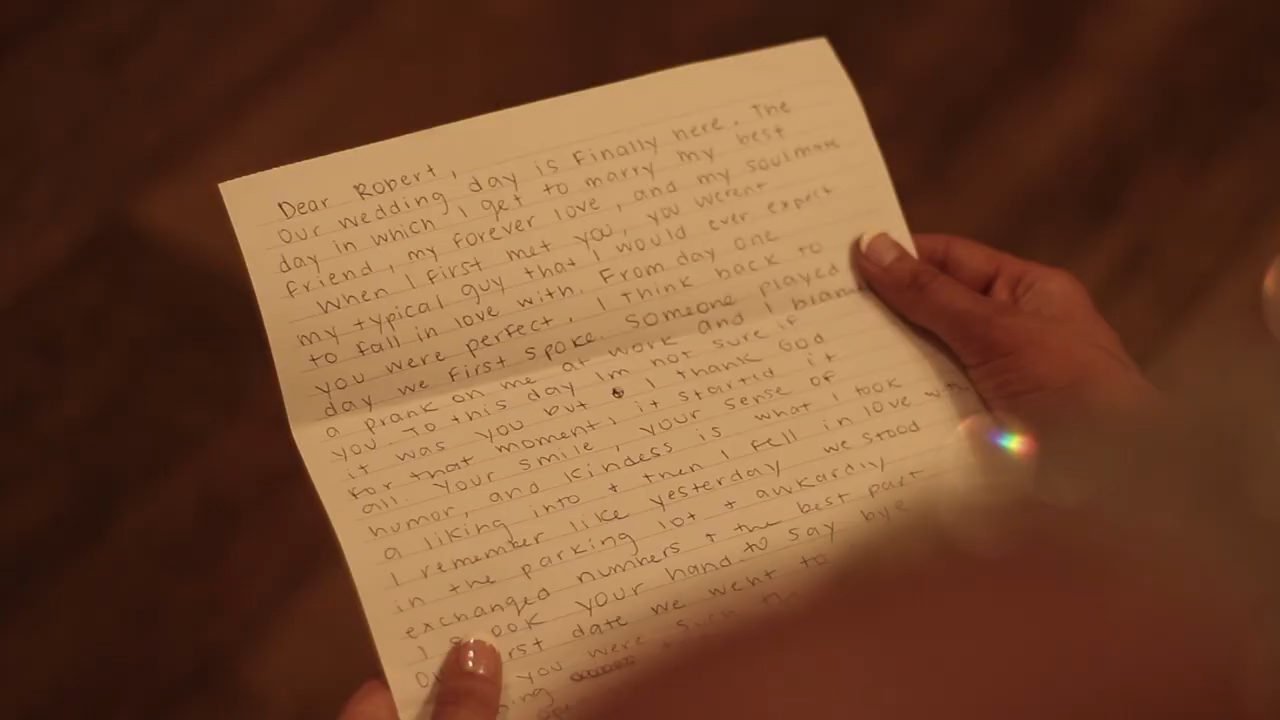 Dear Robert,
Our wedding day is finally here. The
day in which I get to marry my best
friend, my forever love, and my soulmate
When I first met you, you werent
my typical guy that I would ever expect
to fall in love with. From day one
you were perfect, I think back to
day we first spoke. Someone played
a prank on me at work and I blamed
you. To this day Im not sure if
it was you but I thank God
for that moment, it started it
all. Your smile, your sense of
humor, and kindess is what I took
a liking into + then I fell in love with
I remember like yesterday we stood
in the parking lot + awkardly
exchanged numbers + the best part
I ook your hand to say bye
rst date we went to
you were such